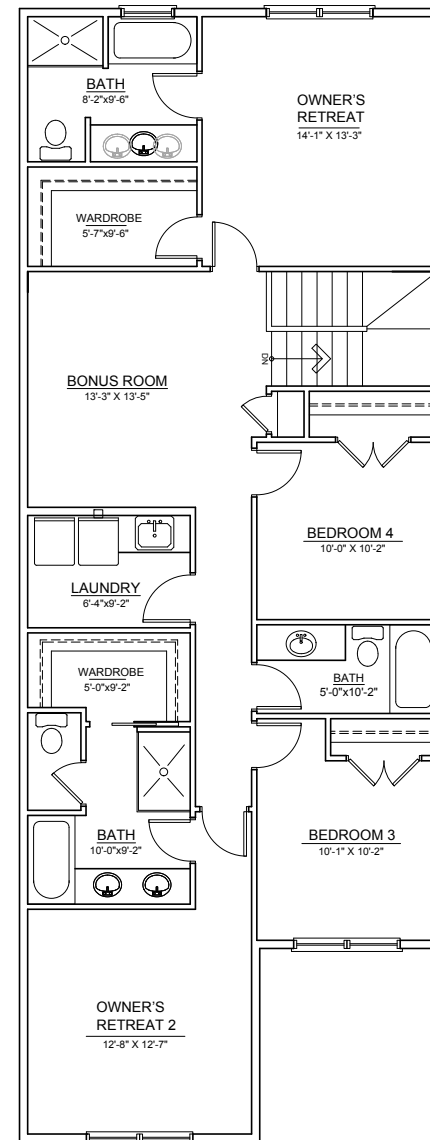 BATH
8'-2"x9'-6"
OWNER'S
RETREAT
14'-1" X 13'-3"
WARDROBE
5'-7"x9'-6"
DN
BONUS ROOM
13'-3" X 13'-5"
BEDROOM 4
10'-0" X 10'-2"
LAUNDRY
6'-4"x9'-2"
WARDROBE
5'-0"x9'-2"
BATH
5'-0"x10'-2"
BATH
10'-0"x9'-2"
BEDROOM 3
10'-1" X 10'-2"
OWNER'S
RETREAT 2
12'-8" X 12'-7"